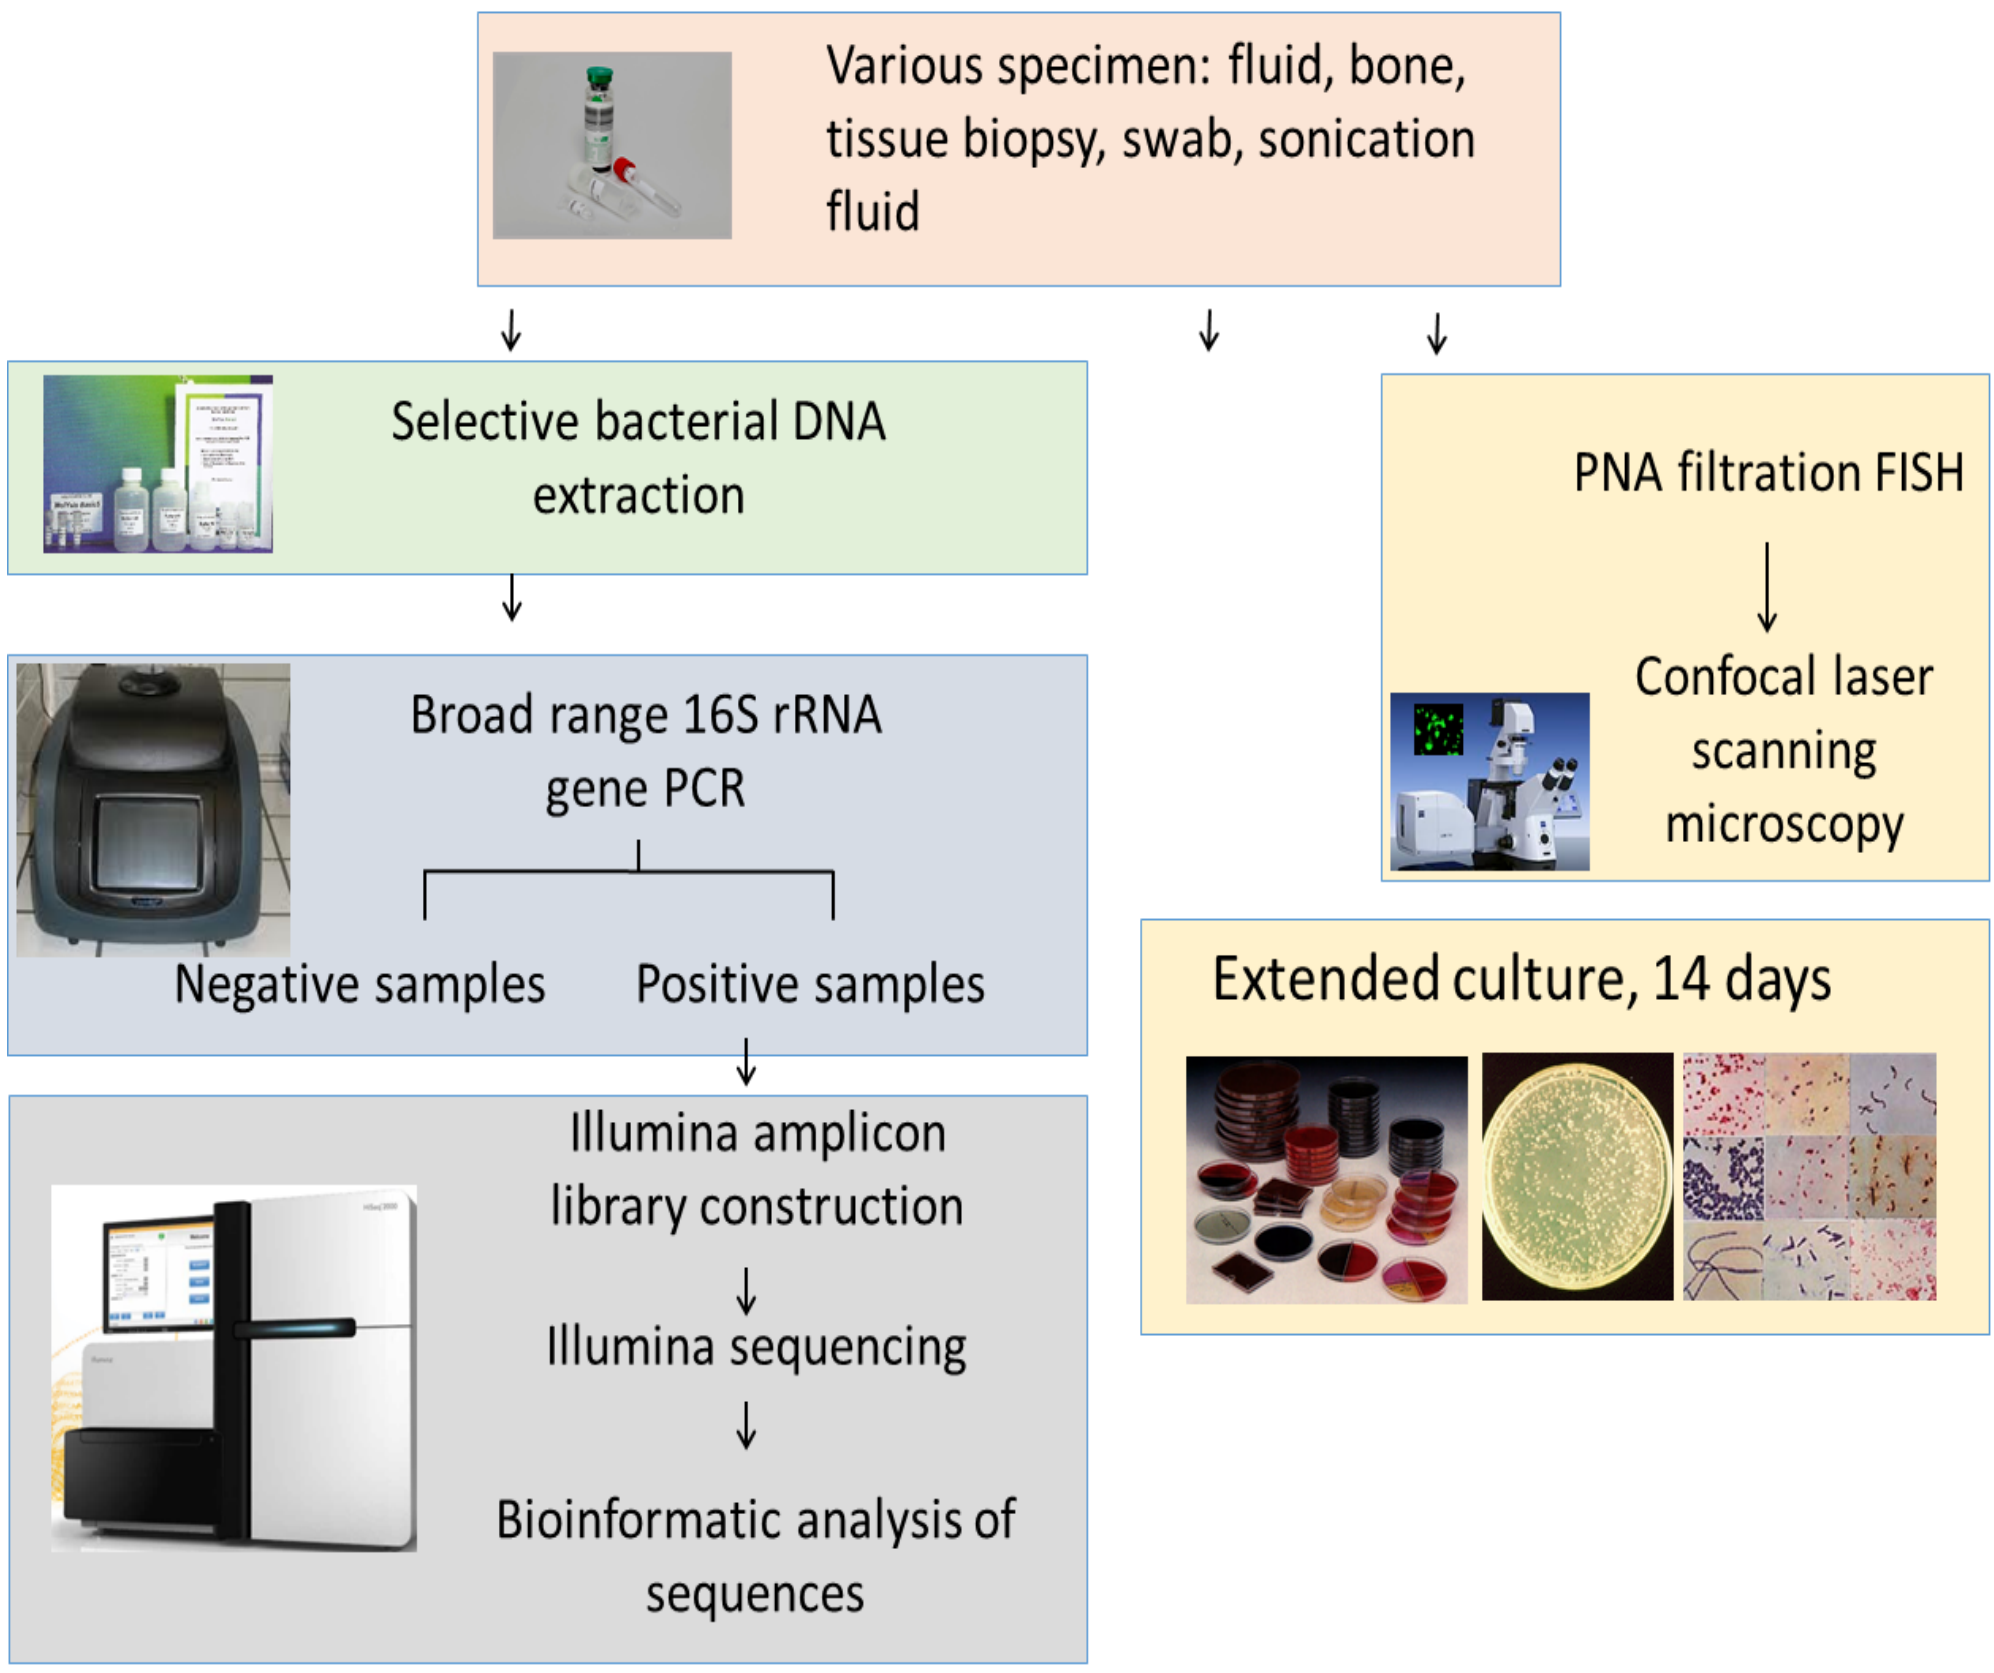 Various specimen: fluid, bone,
tissue biopsy, swab, sonication
fluid
Selective bacterial DNA
extraction
Broad range 16S rRNA
gene PCR
Negative samples
Positive samples
Illumina amplicon
library construction
Illumina sequencing
Bioinformatic analysis of
sequences
PNA filtration FISH
Confocal laser
scanning
microscopy
Extended culture, 14 days